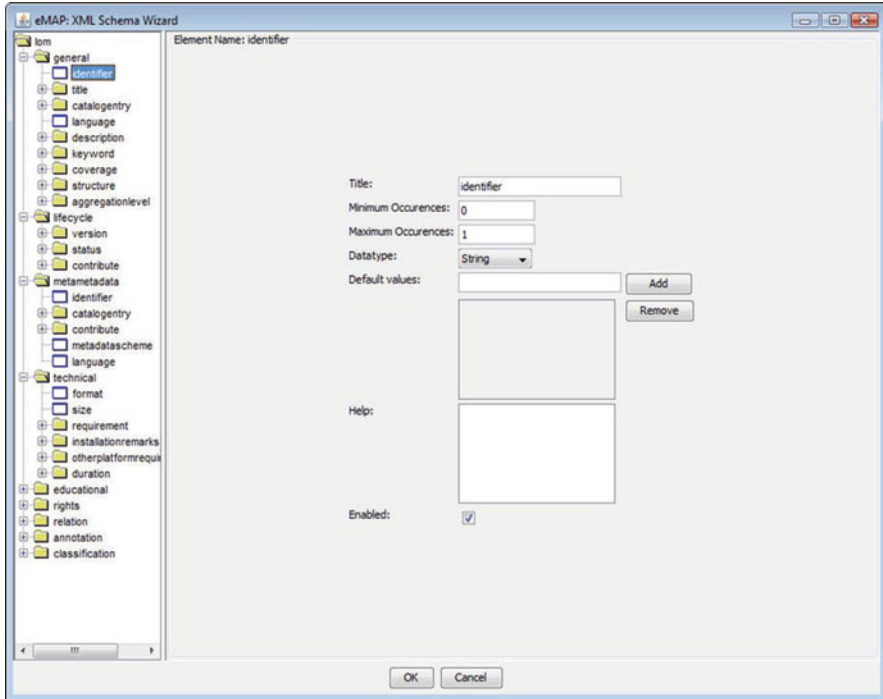 eMAP: XML Schema Wizard
lom
general
identifier
title
catalogentry
language
description
keyword
coverage
structure
aggregationlevel
lifecycle
version
status
contribute
metametadata
identifier
catalogentry
contribute
metadatascheme
language
technical
format
size
requirement
installationremarks
otherplatformrequi
duration
educational
rights
relation
annotation
classification
Element Name: identifier
Title: identifier
Minimum Occurences: 0
Maximum Occurences: 1
Datatype: String
Default values: Add
Remove
Help:
Enabled:
OK Cancel